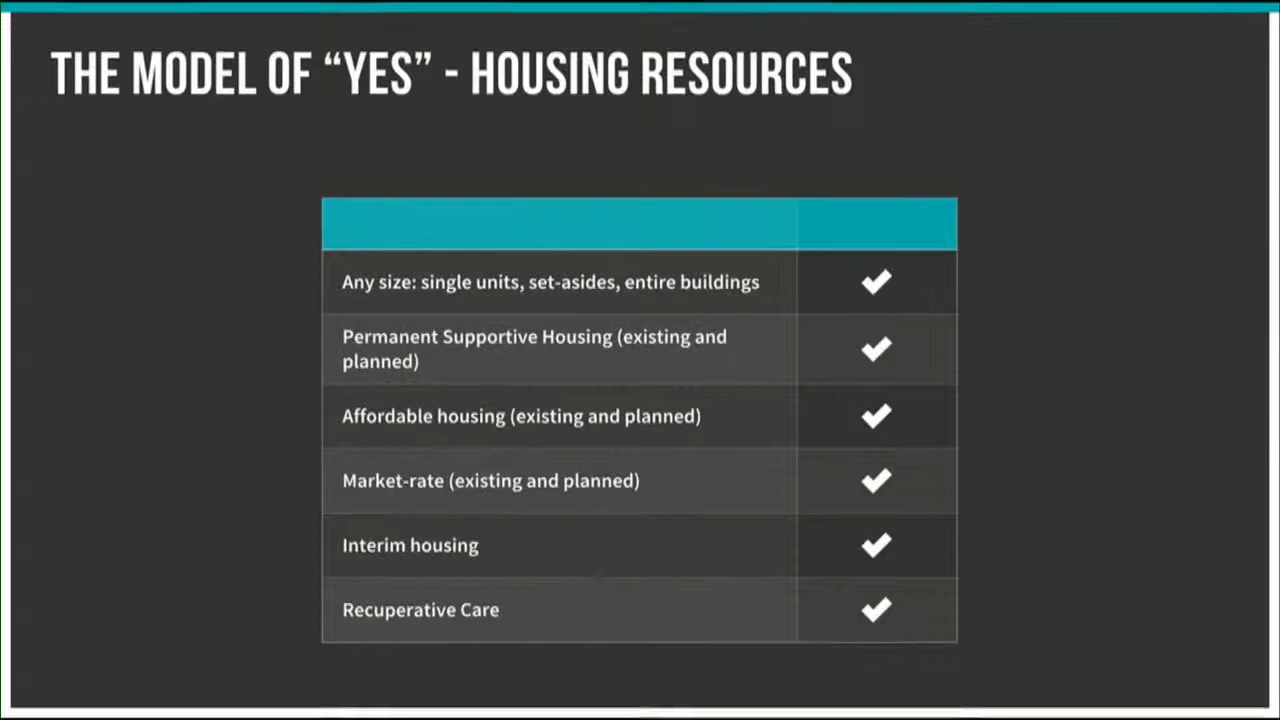 THE MODEL OF “YES” - HOUSING RESOURCES
Any size: single units, set-asides, entire buildings
Permanent Supportive Housing (existing and
planned)
Affordable housing (existing and planned)
Market-rate (existing and planned)
Interim housing
Recuperative Care